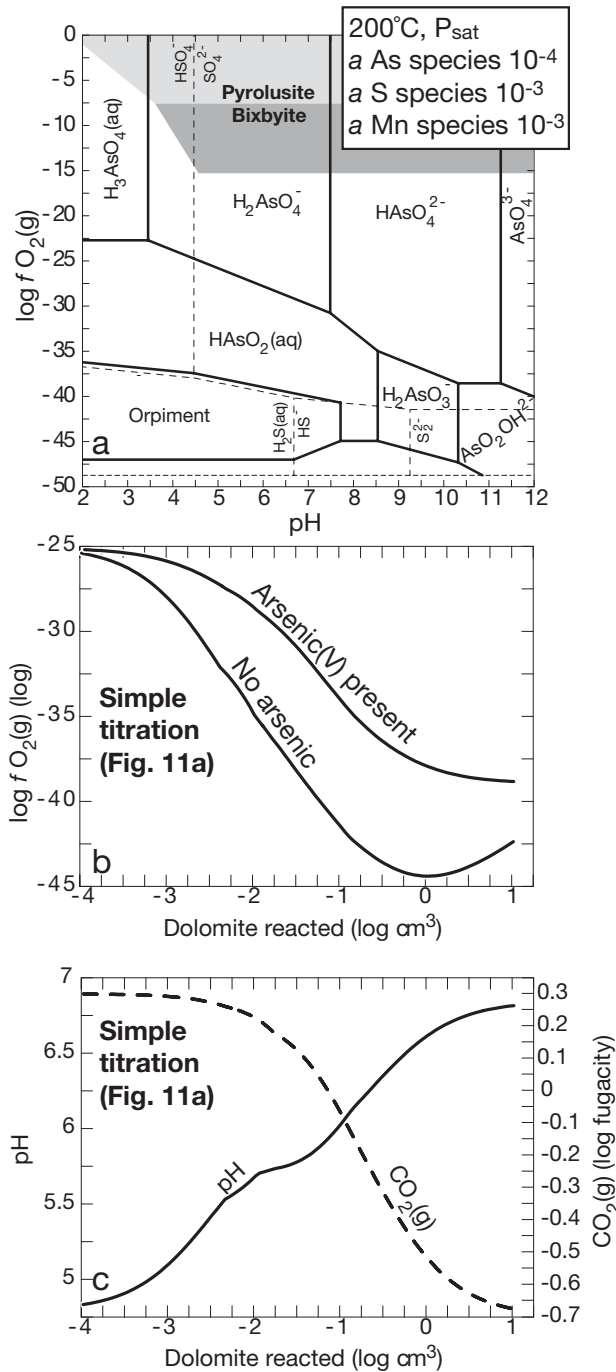 0
-5
-10
-15
-20
-25
-30
-35
-40
-45
-50
log f O₂(g)
200°C, Psat
a As species 10⁻⁴
a S species 10⁻³
a Mn species 10⁻³
HSO₄⁻
SO₄²⁻
Pyrolusite
Bixbyite
H₃AsO₄(aq)
H₂AsO₄⁻
HAsO₄²⁻
AsO₄³⁻
HAsO₂(aq)
H₂AsO₃⁻
AsO₂OH²⁻
Orpiment
H₂S(aq)
HS⁻
S₂²⁻
a
2 3 4 5 6 7 8 9 10 11 12
pH
-25
-30
-35
-40
-45
log f O₂(g) (log)
Arsenic(V) present
No arsenic
Simple
titration
(Fig. 11a)
b
-4 -3 -2 -1 0 1
Dolomite reacted (log cm³)
7
6.75
6.5
6
5.75
5.5
5
pH
Simple
titration
(Fig. 11a)
pH
CO₂(g)
c
0.3
0.2
0.1
0
-0.1
-0.2
-0.3
-0.4
-0.5
-0.6
-0.7
CO₂(g) (log fugacity)
-4 -3 -2 -1 0 1
Dolomite reacted (log cm³)